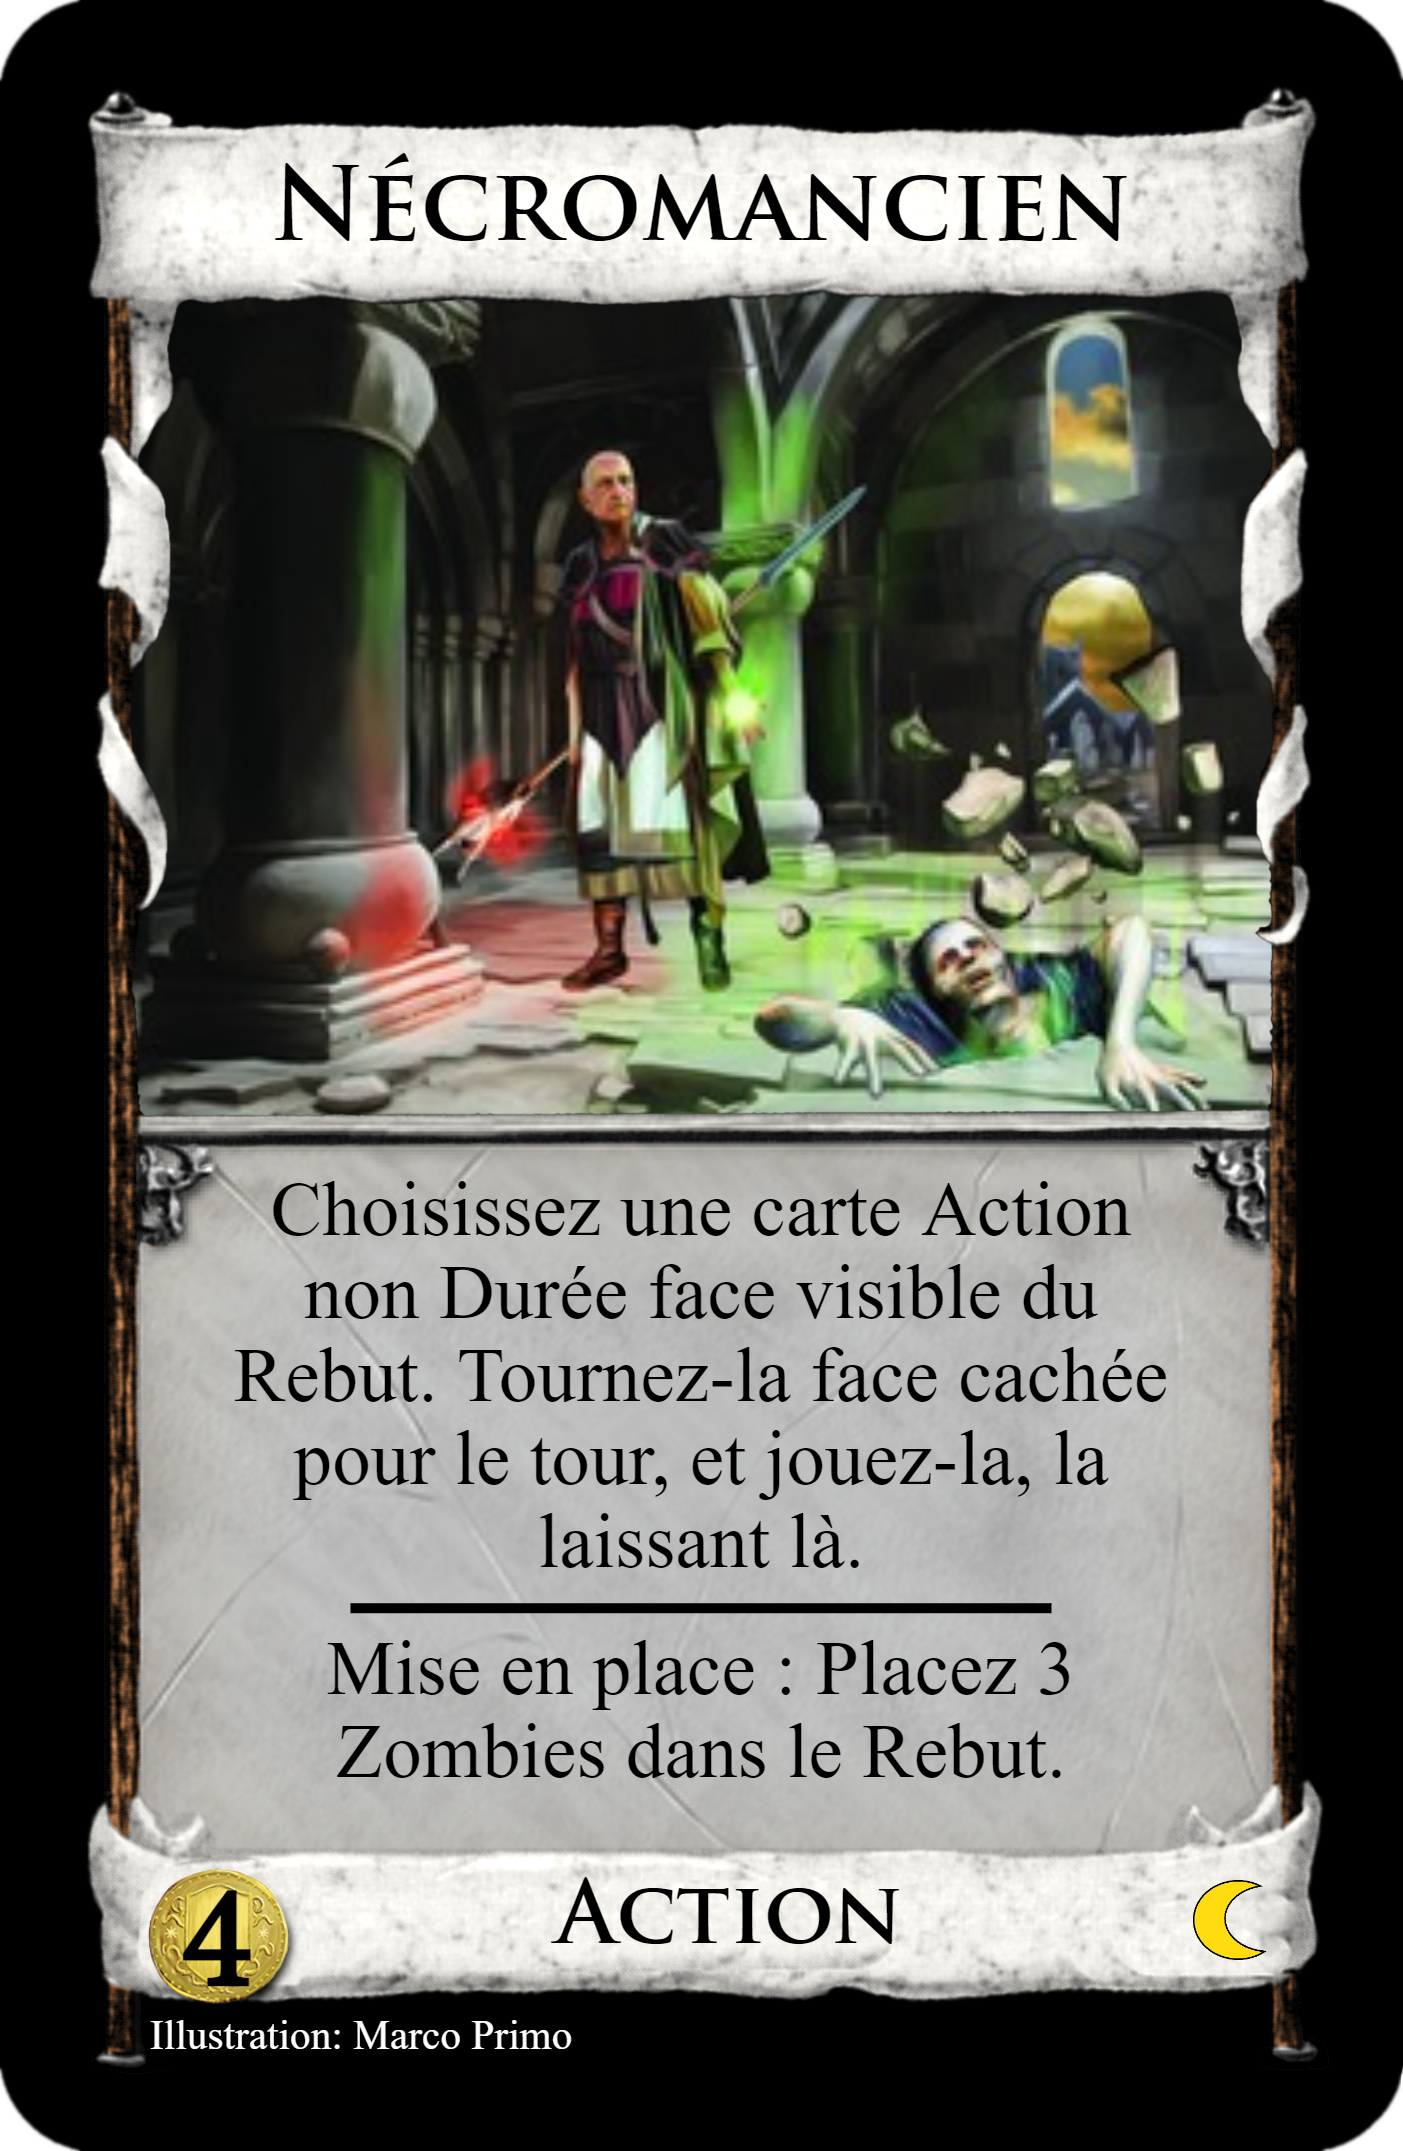 Nécromancien
Choisissez une carte Action
non Durée face visible du
Rebut. Tournez-la face cachée
pour le tour, et jouez-la, la
laissant là.
Mise en place : Placez 3
Zombies dans le Rebut.
4
Action
Illustration: Marco Primo